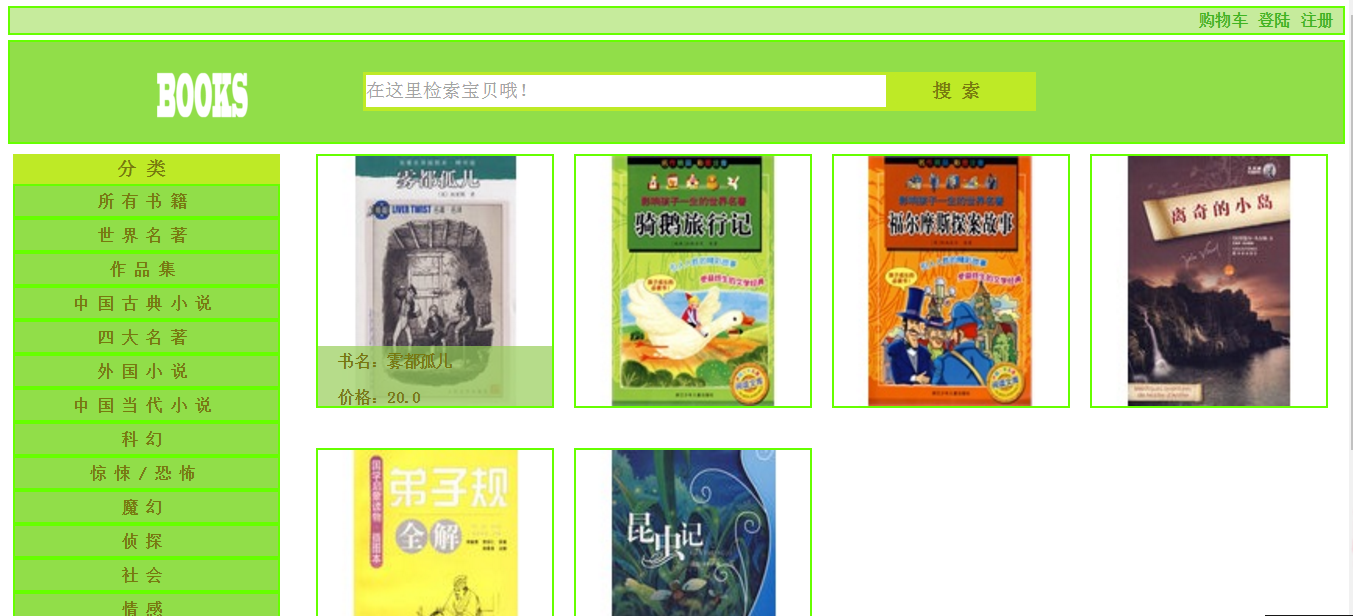 购物车 登陆 注册
BOOKS
在这里检索宝贝哦！
搜 索
分 类
所 有 书 籍
世 界 名 著
作 品 集
中 国 古 典 小 说
四 大 名 著
外 国 小 说
中 国 当 代 小 说
科 幻
惊 悚 / 恐 怖
魔 幻
侦 探
社 会
情 感
雾都孤儿
书名：雾都孤儿
价格：20.0
影响孩子一生的世界名著
骑鹅旅行记
影响孩子一生的世界名著
福尔摩斯探案故事
离奇的小岛
国学启蒙读物
插图本
弟子规
全解
昆虫记